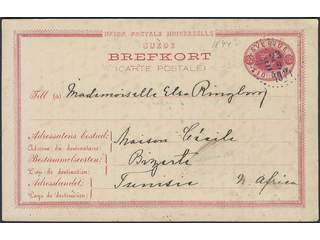 UNION POSTALE UNIVERSELLE
SUÈDE
BREFKORT
(CARTE POSTALE)
Till (à) Mademoiselle Elsa Ringborg
Adressatens bostad: Maison Cécile
Adresse du destinataire:
Bestämmelseorten: Bizerte
Lieu de destination:
Adresslandet: Tunisie N. Africa
Pays de destination: